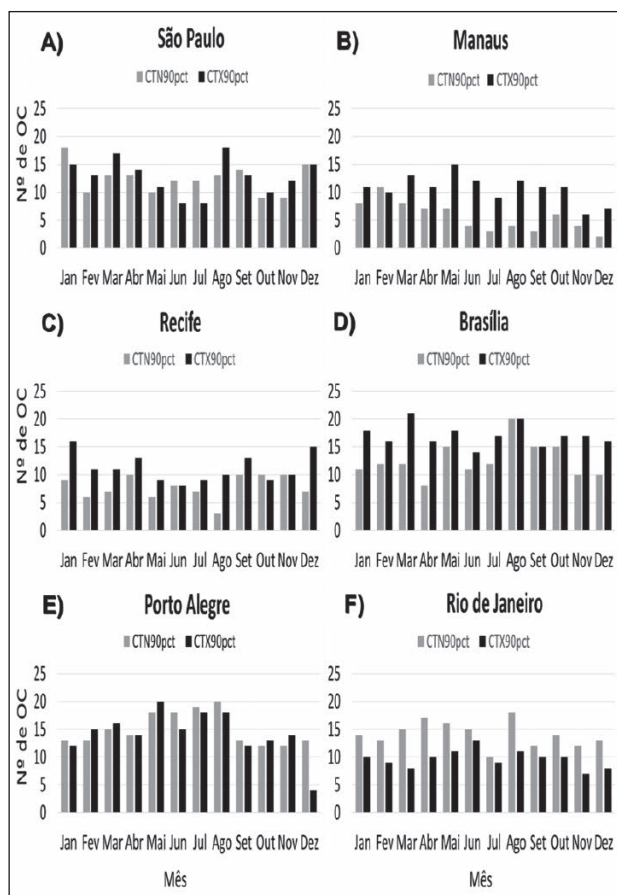 A) São Paulo
CTN90pct CTX90pct
Nº de OC
25
20
15
10
5
0
Jan Fev Mar Abr Mai Jun Jul Ago Set Out Nov Dez
B) Manaus
CTN90pct CTX90pct
25
20
15
10
5
0
Jan Fev Mar Abr Mai Jun Jul Ago Set Out Nov Dez
C) Recife
CTN90pct CTX90pct
Nº de OC
25
20
15
10
5
0
Jan Fev Mar Abr Mai Jun Jul Ago Set Out Nov Dez
D) Brasília
CTN90pct CTX90pct
25
20
15
10
5
0
Jan Fev Mar Abr Mai Jun Jul Ago Set Out Nov Dez
E) Porto Alegre
CTN90pct CTX90pct
Nº de OC
25
20
15
10
5
0
Jan Fev Mar Abr Mai Jun Jul Ago Set Out Nov Dez
Mês
F) Rio de Janeiro
CTN90pct CTX90pct
25
20
15
10
5
0
Jan Fev Mar Abr Mai Jun Jul Ago Set Out Nov Dez
Mês